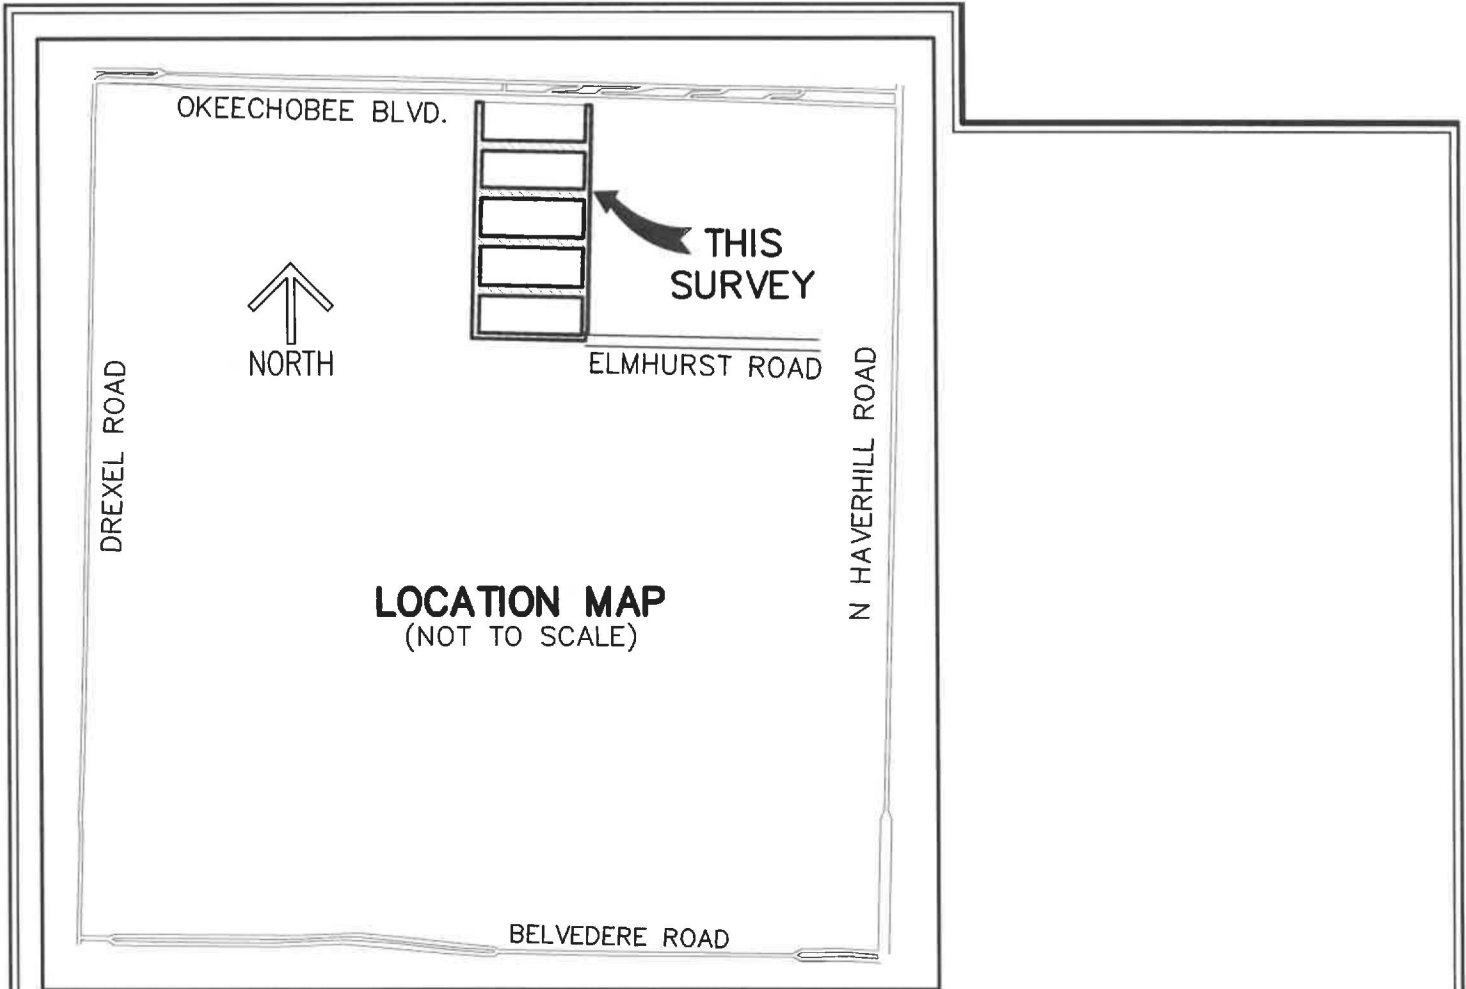 OKEECHOBEE BLVD.
THIS
SURVEY
NORTH
ELMHURST ROAD
DREXEL ROAD
N HAVERHILL ROAD
LOCATION MAP
(NOT TO SCALE)
BELVEDERE ROAD